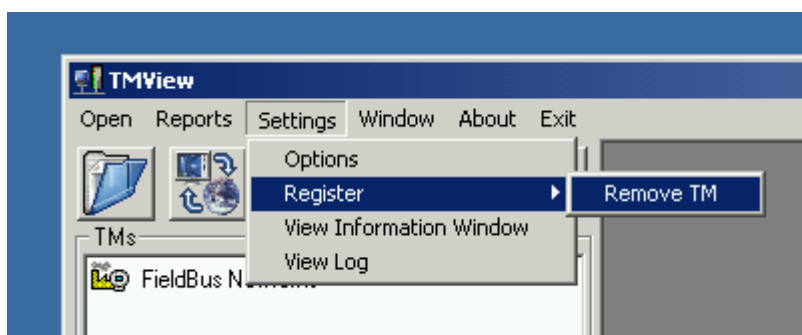 TMView
Open Reports Settings Window About Exit
Options
Register Remove TM
View Information Window
TMs
View Log
FieldBus